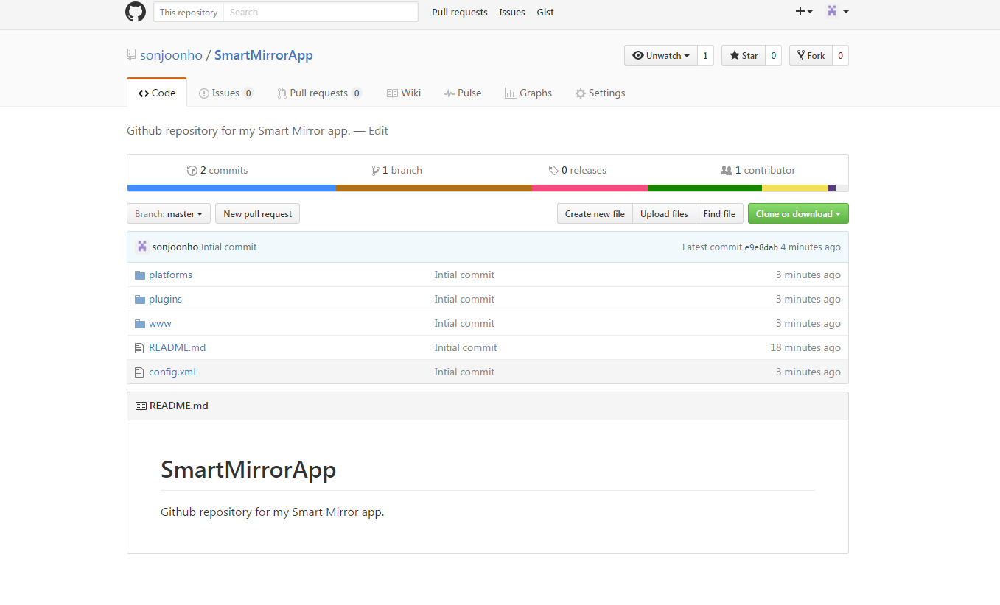 This repository Search Pull requests Issues Gist
sonjoonho / SmartMirrorApp Unwatch 1 Star 0 Fork 0
Code Issues 0 Pull requests 0 Wiki Pulse Graphs Settings
Github repository for my Smart Mirror app. — Edit
2 commits 1 branch 0 releases 1 contributor
Branch: master New pull request Create new file Upload files Find file Clone or download
sonjoonho Intial commit Latest commit e9e8dab 4 minutes ago
platforms Intial commit 3 minutes ago
plugins Intial commit 3 minutes ago
www Intial commit 3 minutes ago
README.md Initial commit 18 minutes ago
config.xml Intial commit 3 minutes ago
README.md
SmartMirrorApp
Github repository for my Smart Mirror app.